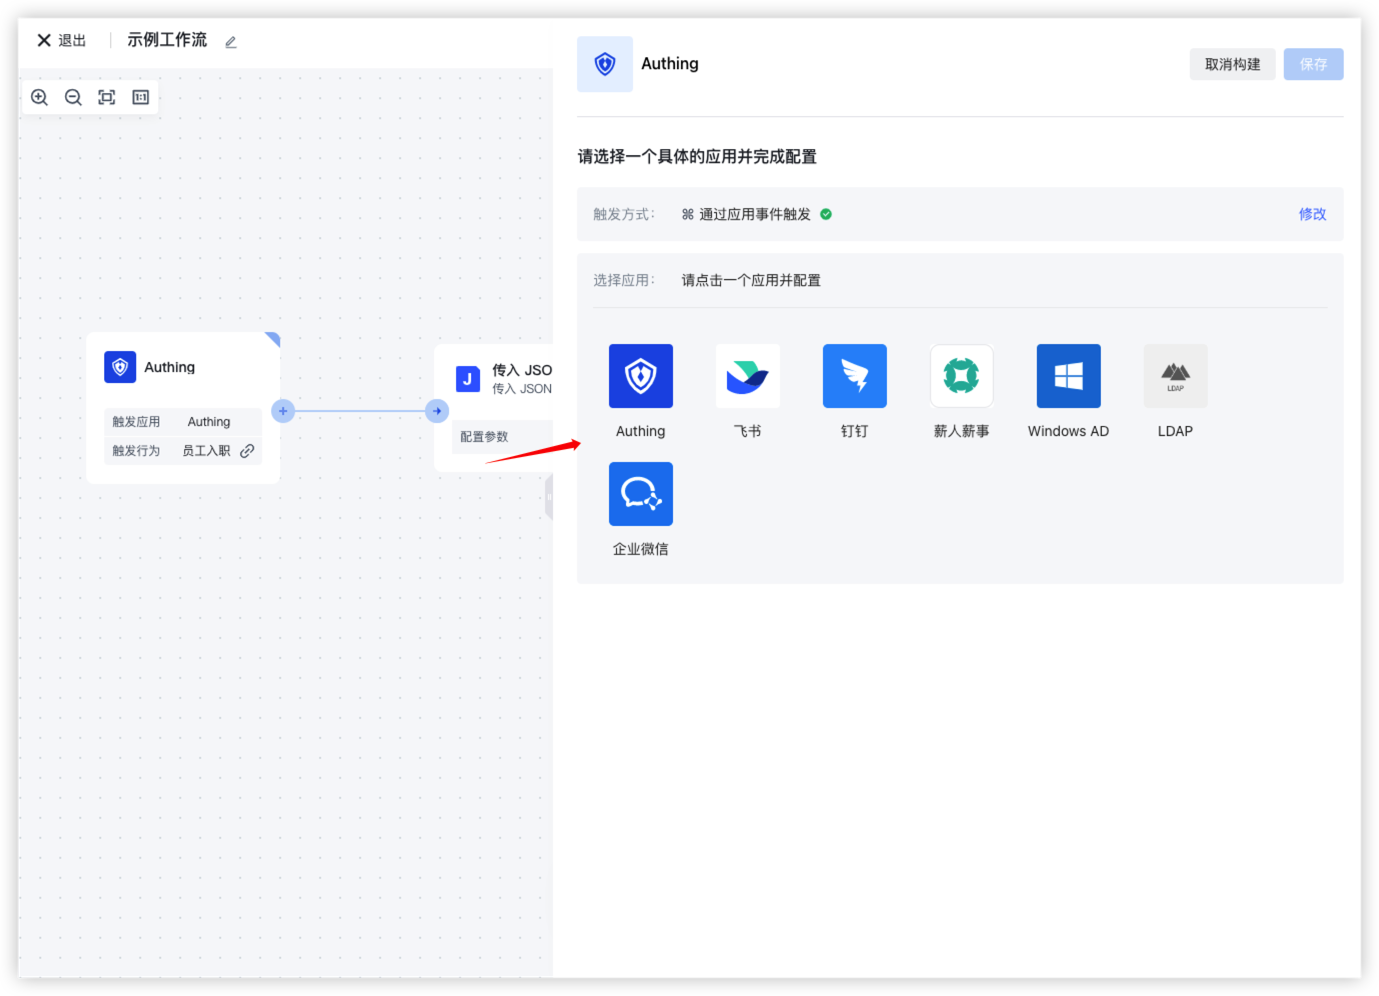 退出
示例工作流
Authing
取消构建
保存
1:1
请选择一个具体的应用并完成配置
触发方式:
⌘ 通过应用事件触发
修改
选择应用:
请点击一个应用并配置
Authing
触发应用
Authing
触发行为
员工入职
J
传入 JSO
传入 JSON
配置参数
Authing
飞书
钉钉
薪人薪事
Windows AD
LDAP
LDAP
企业微信